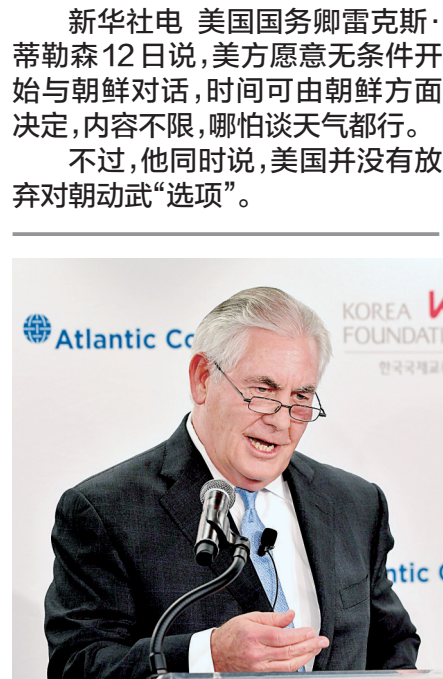 新华社电 美国国务卿雷克斯·
蒂勒森12日说,美方愿意无条件开
始与朝鲜对话,时间可由朝鲜方面
决定,内容不限,哪怕谈天气都行。
不过,他同时说,美国并没有放
弃对朝动武“选项”。
Atlantic Co
KOREA
FOUNDATI
한국국제교
ntic